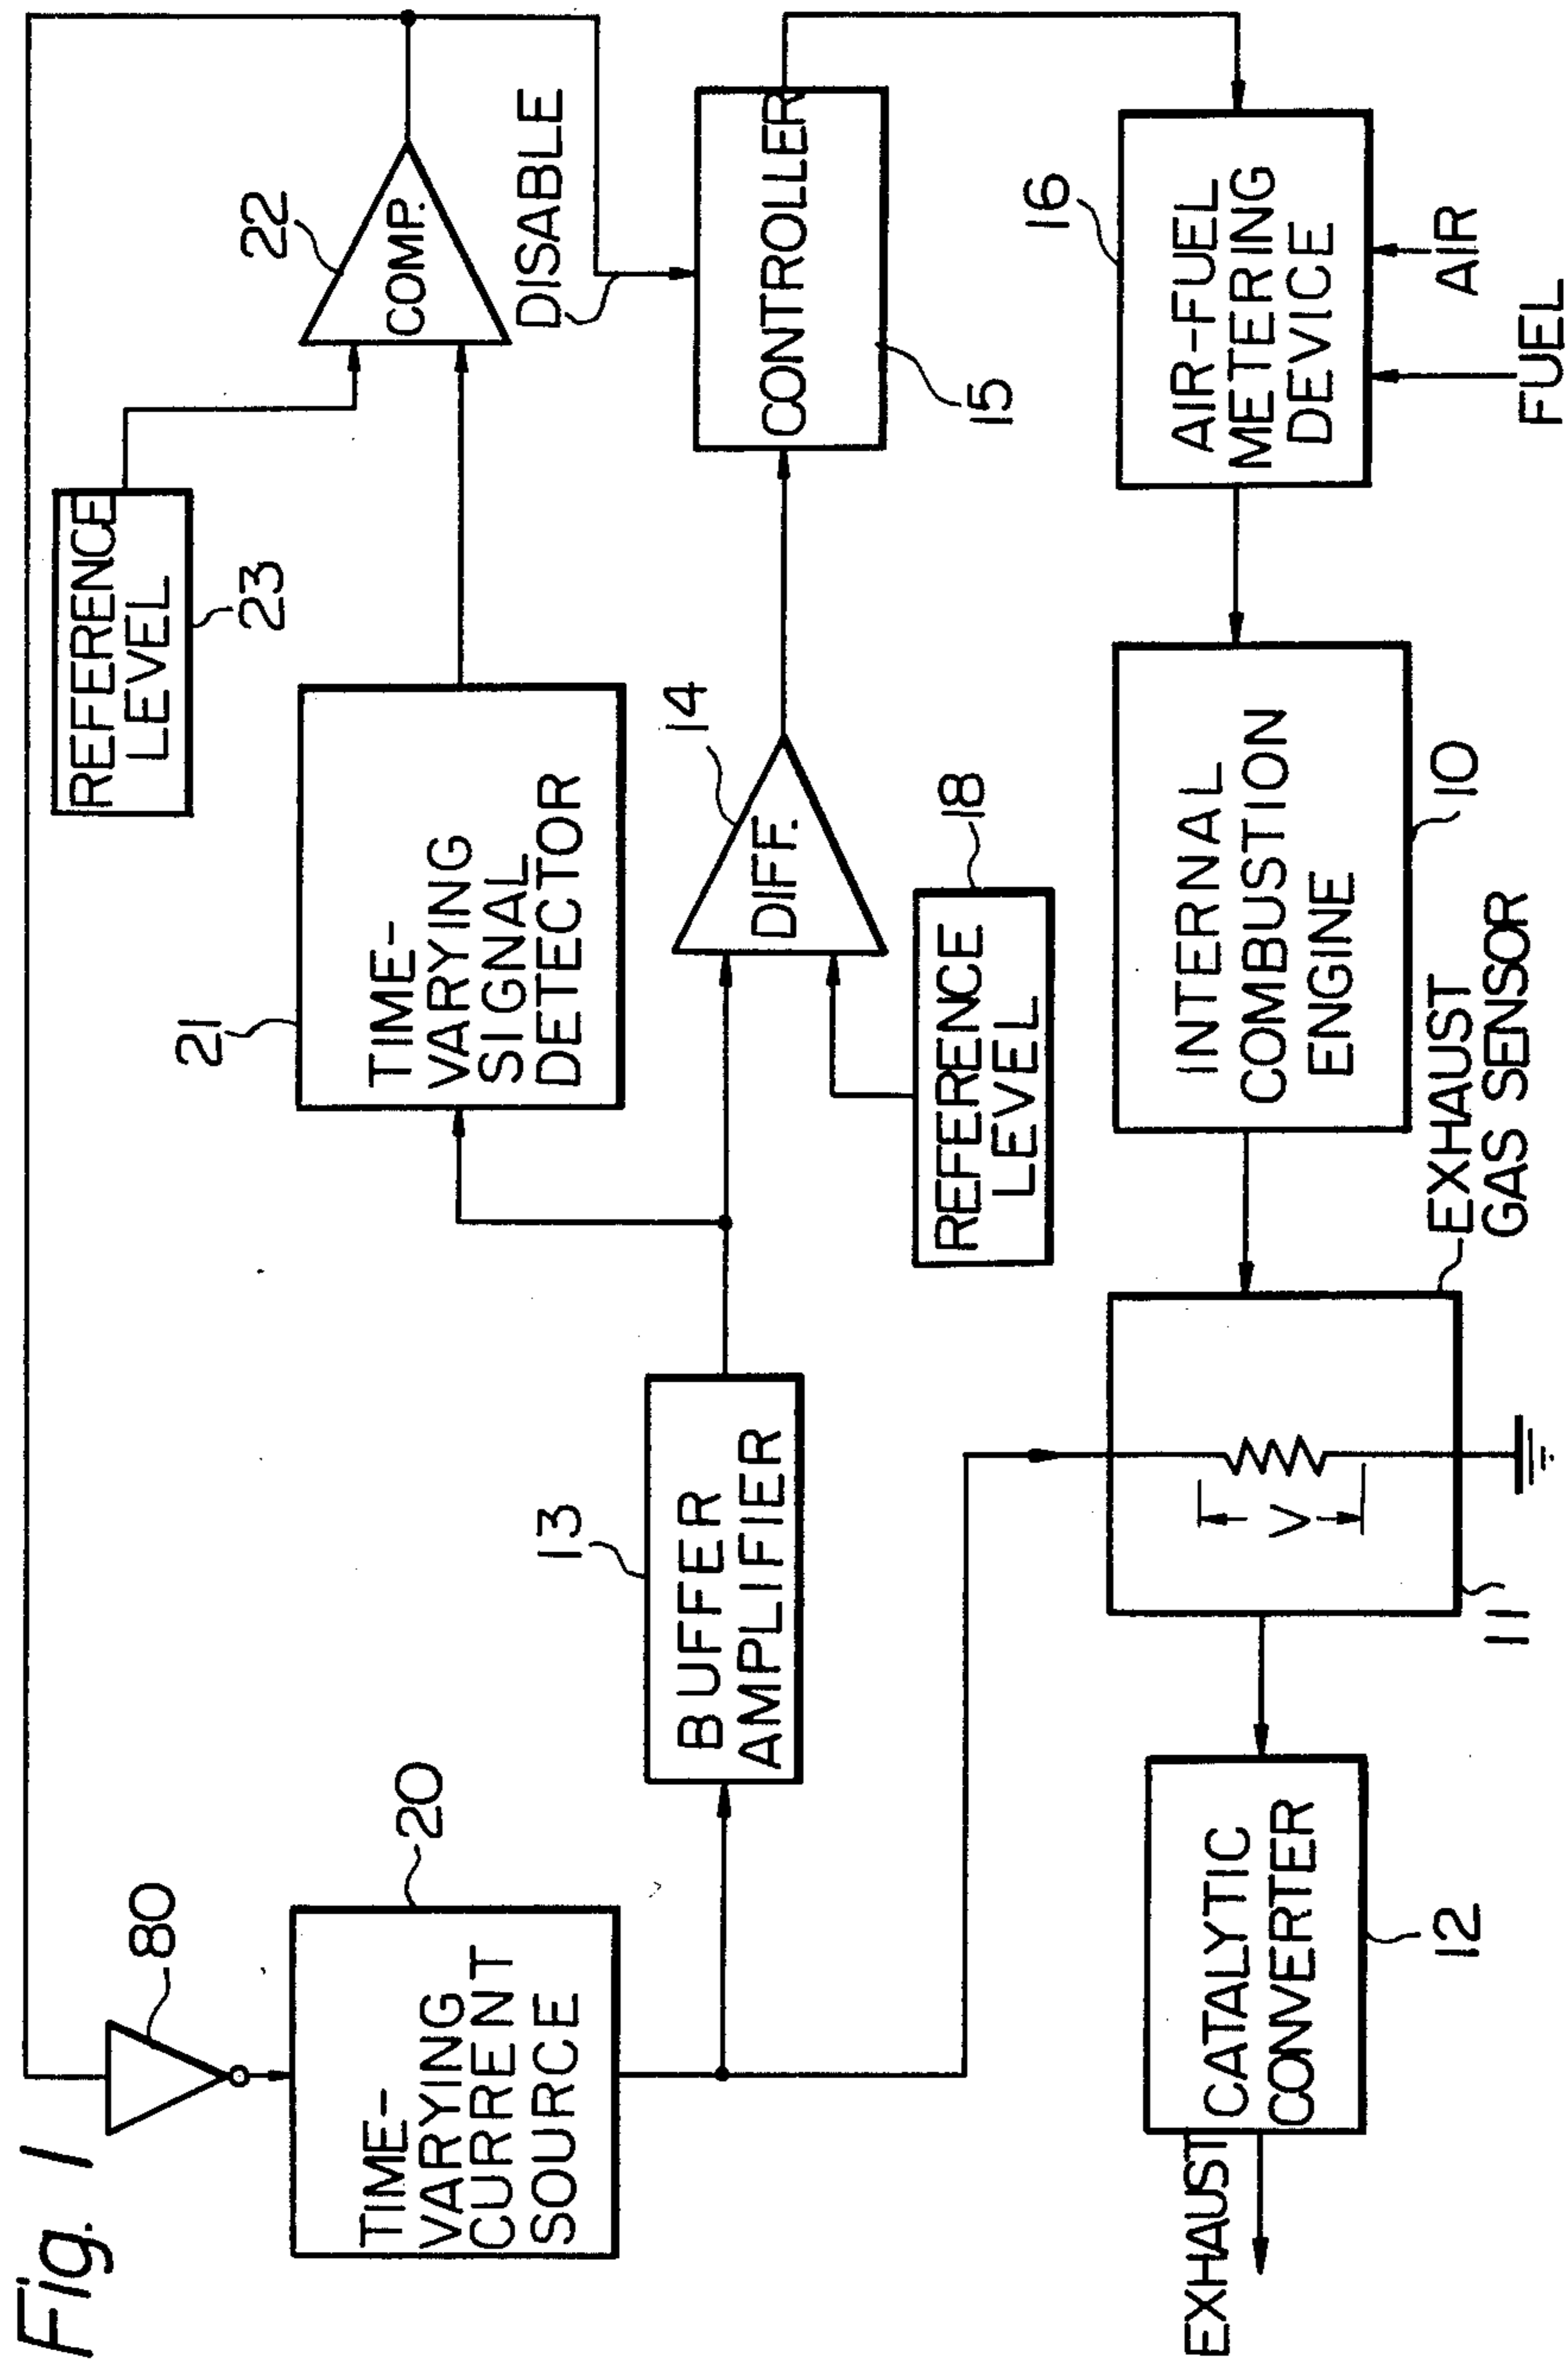 Fig. 1
80
REFERENCE
LEVEL
23
22
COMP.
DISABLE
20
TIME-
VARYING
CURRENT
SOURCE
21
TIME-
VARYING
SIGNAL
DETECTOR
13
BUFFER
AMPLIFIER
14
DIFF.
CONTROLLER
15
18
REFERENCE
LEVEL
16
AIR-FUEL
METERING
DEVICE
AIR
FUEL
INTERNAL
COMBUSTION
ENGINE
10
EXHAUST
GAS SENSOR
V
11
CATALYTIC
CONVERTER
12
EXHAUST